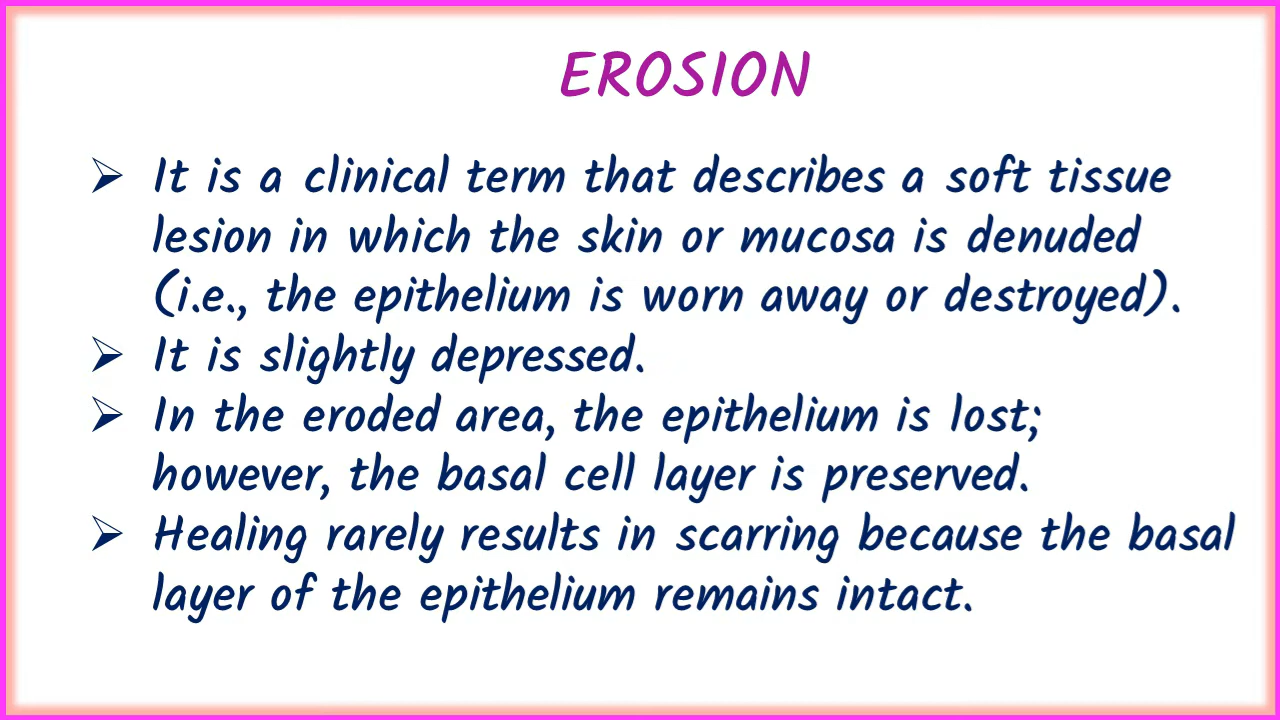 EROSION
➢ It is a clinical term that describes a soft tissue
lesion in which the skin or mucosa is denuded
(i.e., the epithelium is worn away or destroyed).
➢ It is slightly depressed.
➢ In the eroded area, the epithelium is lost;
however, the basal cell layer is preserved.
➢ Healing rarely results in scarring because the basal
layer of the epithelium remains intact.